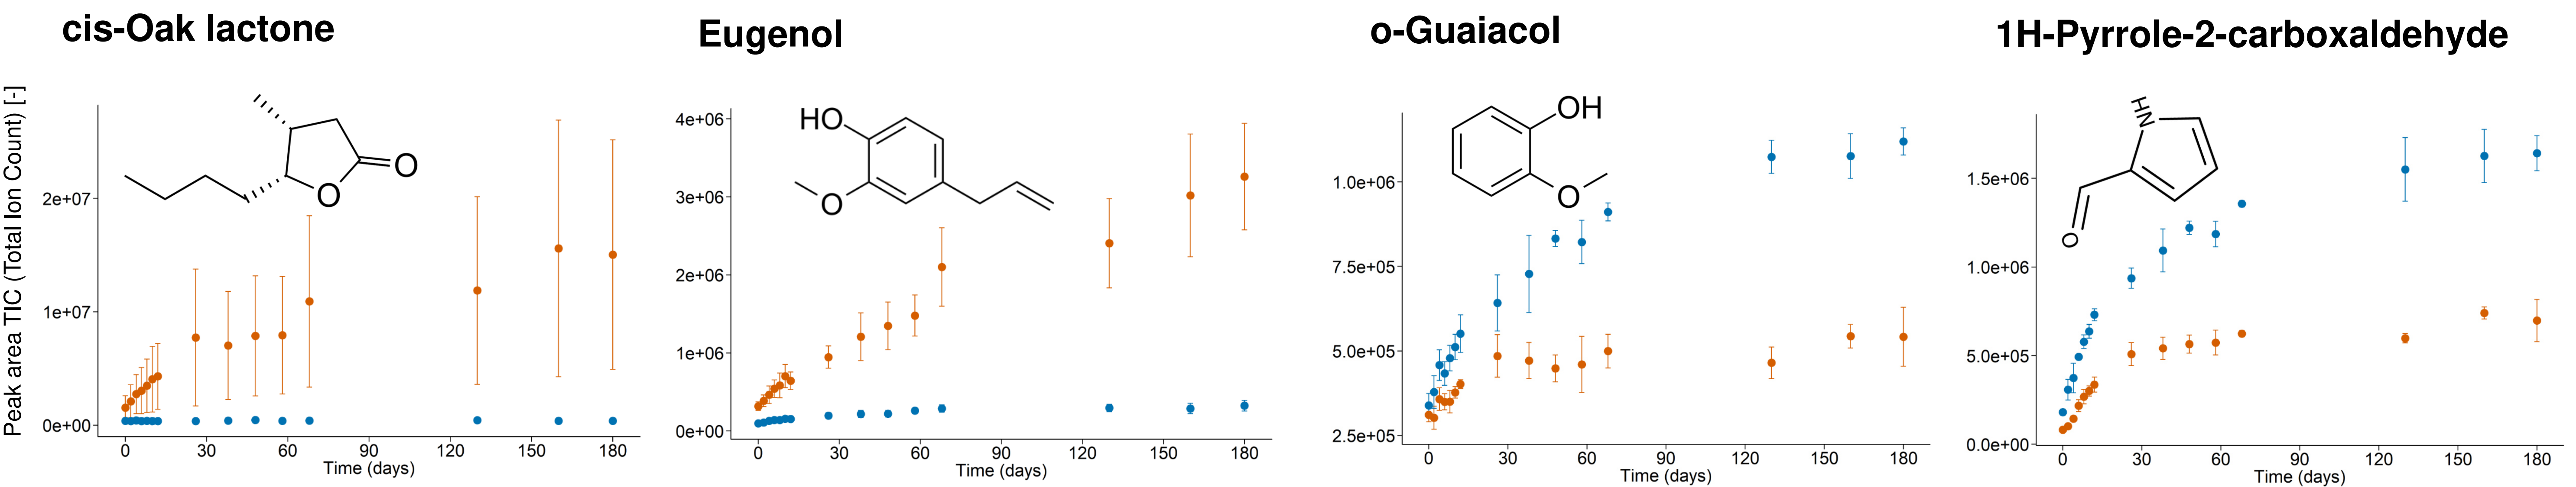 cis-Oak lactone
Eugenol
o-Guaiacol
1H-Pyrrole-2-carboxaldehyde
Peak area TIC (Total Ion Count) [-]
2e+07
1e+07
0e+00
0 30 60 90 120 150 180
Time (days)
O
O
4e+06
3e+06
2e+06
1e+06
0e+00
0 30 60 90 120 150 180
Time (days)
HO
O
1.0e+06
7.5e+05
5.0e+05
2.5e+05
0 30 60 90 120 150 180
Time (days)
OH
O
1.5e+06
1.0e+06
5.0e+05
0.0e+00
0 30 60 90 120 150 180
Time (days)
HN
O